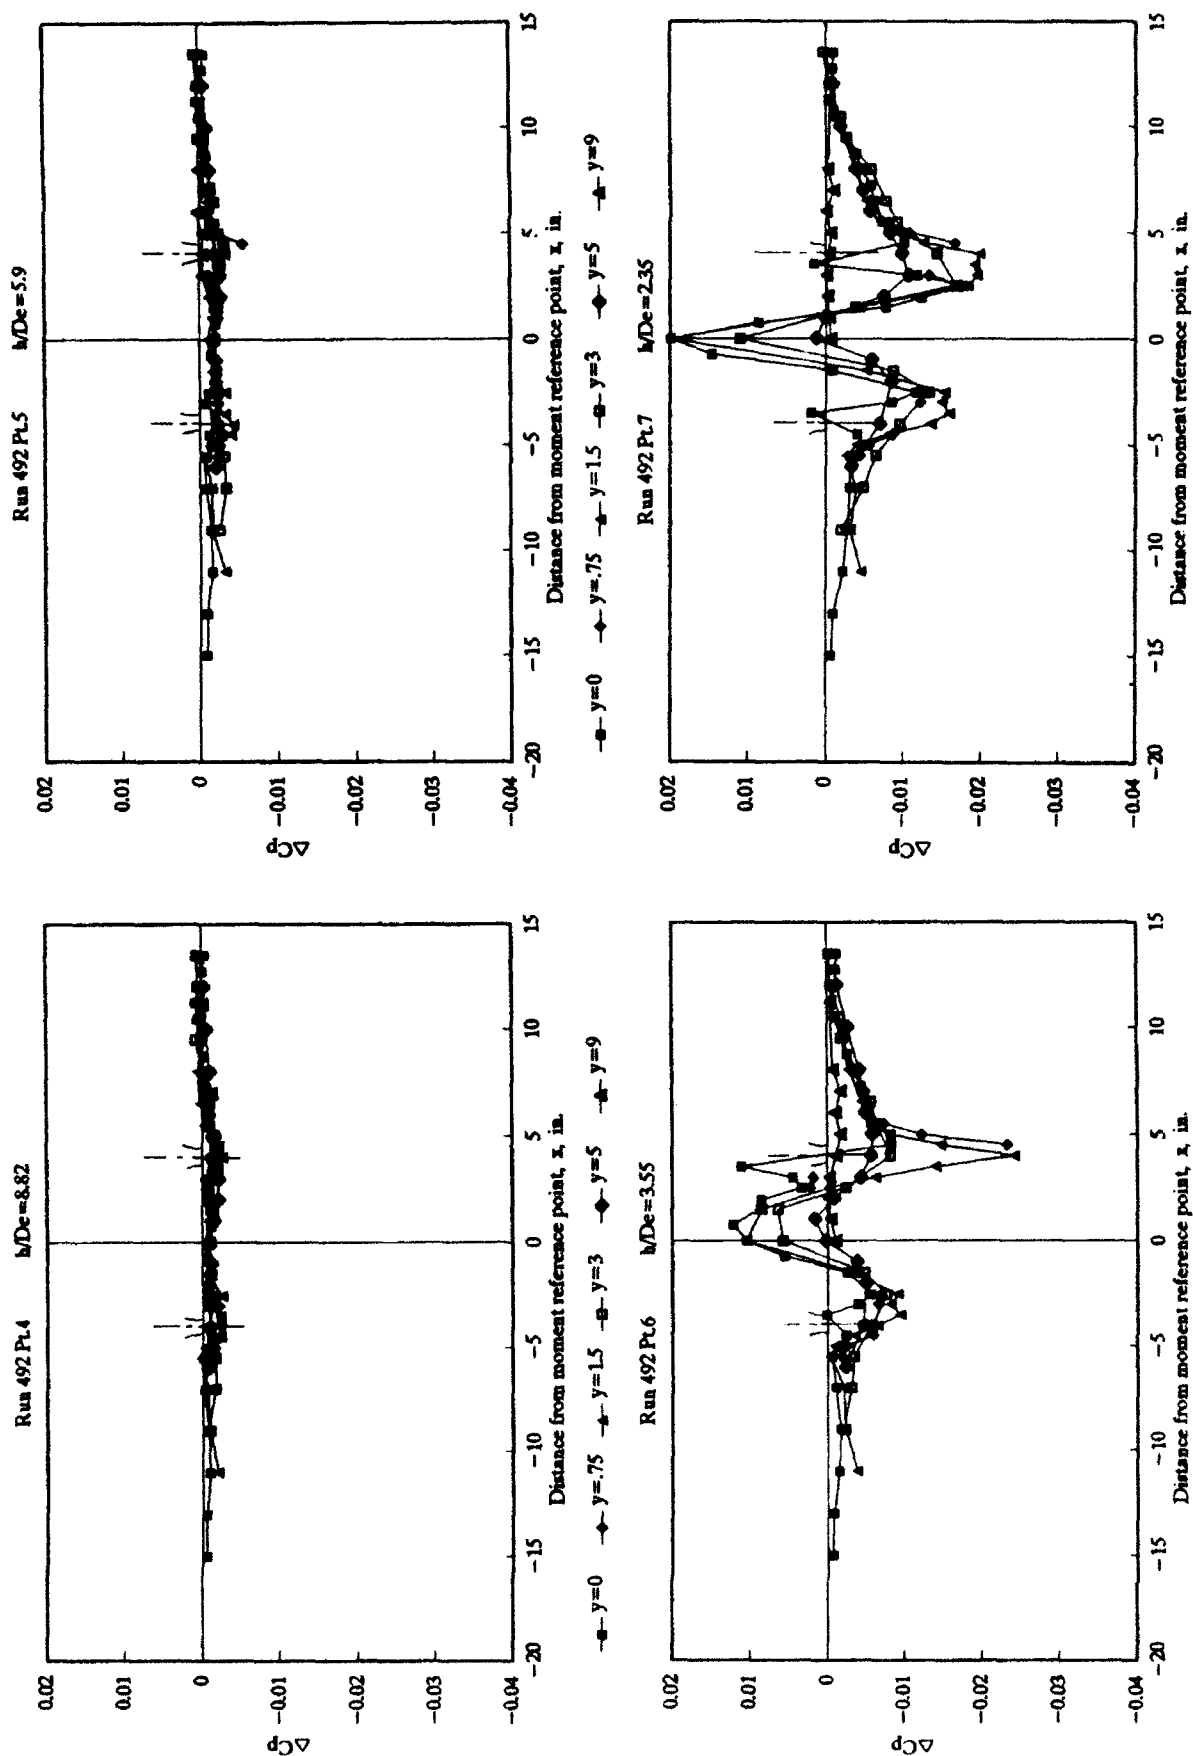 Run 492 Pt.4 h/De=8.82
0.02
0.01
0
−0.01
−0.02
−0.03
−0.04
ΔCp
−20 −15 −10 −5 0 5 10 15
Distance from moment reference point, x, in.
Run 492 Pt.5 h/De=5.9
0.02
0.01
0
−0.01
−0.02
−0.03
−0.04
ΔCp
−20 −15 −10 −5 0 5 10 15
Distance from moment reference point, x, in.
y=0 y=.75 y=1.5 y=3 y=5 y=9
y=0 y=.75 y=1.5 y=3 y=5 y=9
Run 492 Pt.6 h/De=3.55
0.02
0.01
0
−0.01
−0.02
−0.03
−0.04
ΔCp
−20 −15 −10 −5 0 5 10 15
Distance from moment reference point, x, in.
Run 492 Pt.7 h/De=2.35
0.02
0.01
0
−0.01
−0.02
−0.03
−0.04
ΔCp
−20 −15 −10 −5 0 5 10 15
Distance from moment reference point, x, in.